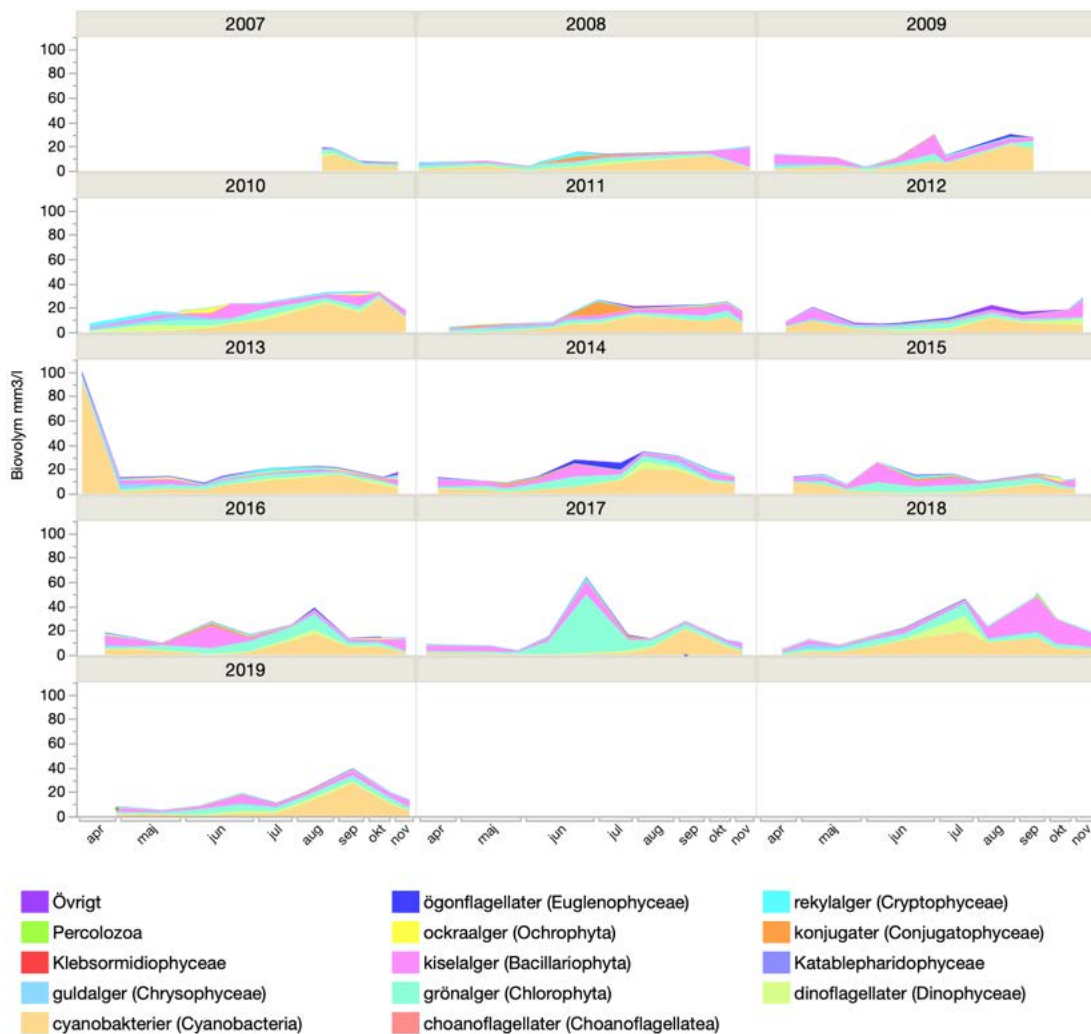 2007 2008 2009
100
80
60
40
20
0
2010 2011 2012
100
80
60
40
20
0
2013 2014 2015
Biovolym mm3/l
100
80
60
40
20
0
2016 2017 2018
100
80
60
40
20
0
2019
100
80
60
40
20
0
apr maj jun jul aug sep okt nov apr maj jun jul aug sep okt nov apr maj jun jul aug sep okt nov
Övrigt ögonflagellater (Euglenophyceae) rekylalger (Cryptophyceae)
Percolozoa ockraalger (Ochrophyta) konjugater (Conjugatophyceae)
Klebsormidiophyceae kiselalger (Bacillariophyta) Katablepharidophyceae
guldalger (Chrysophyceae) grönalger (Chlorophyta) dinoflagellater (Dinophyceae)
cyanobakterier (Cyanobacteria) choanoflagellater (Choanoflagellatea)